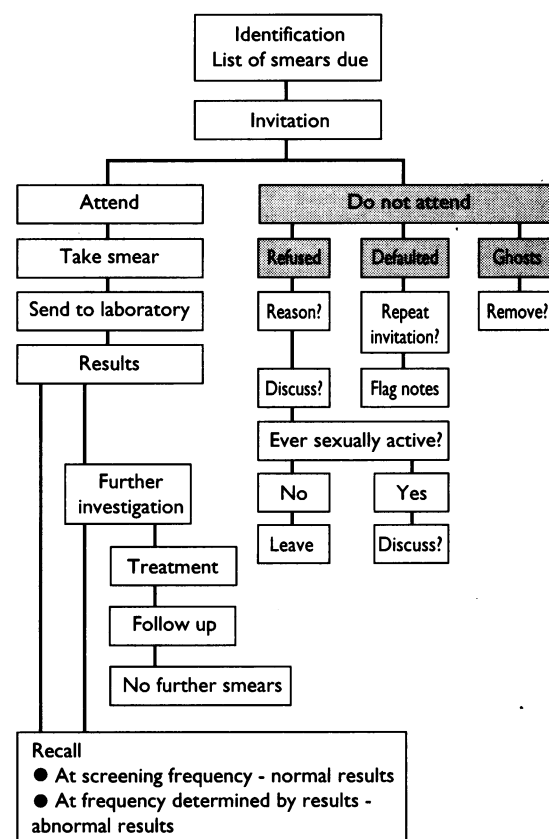 Identification
List of smears due
Invitation
Attend
Do not attend
Take smear
Refused
Defaulted
Ghosts
Send to laboratory
Reason?
Repeat
invitation?
Remove?
Results
Discuss?
Flag notes
Ever sexually active?
Further
investigation
No
Yes
Leave
Discuss?
Treatment
Follow up
No further smears
Recall
● At screening frequency - normal results
● At frequency determined by results -
abnormal results